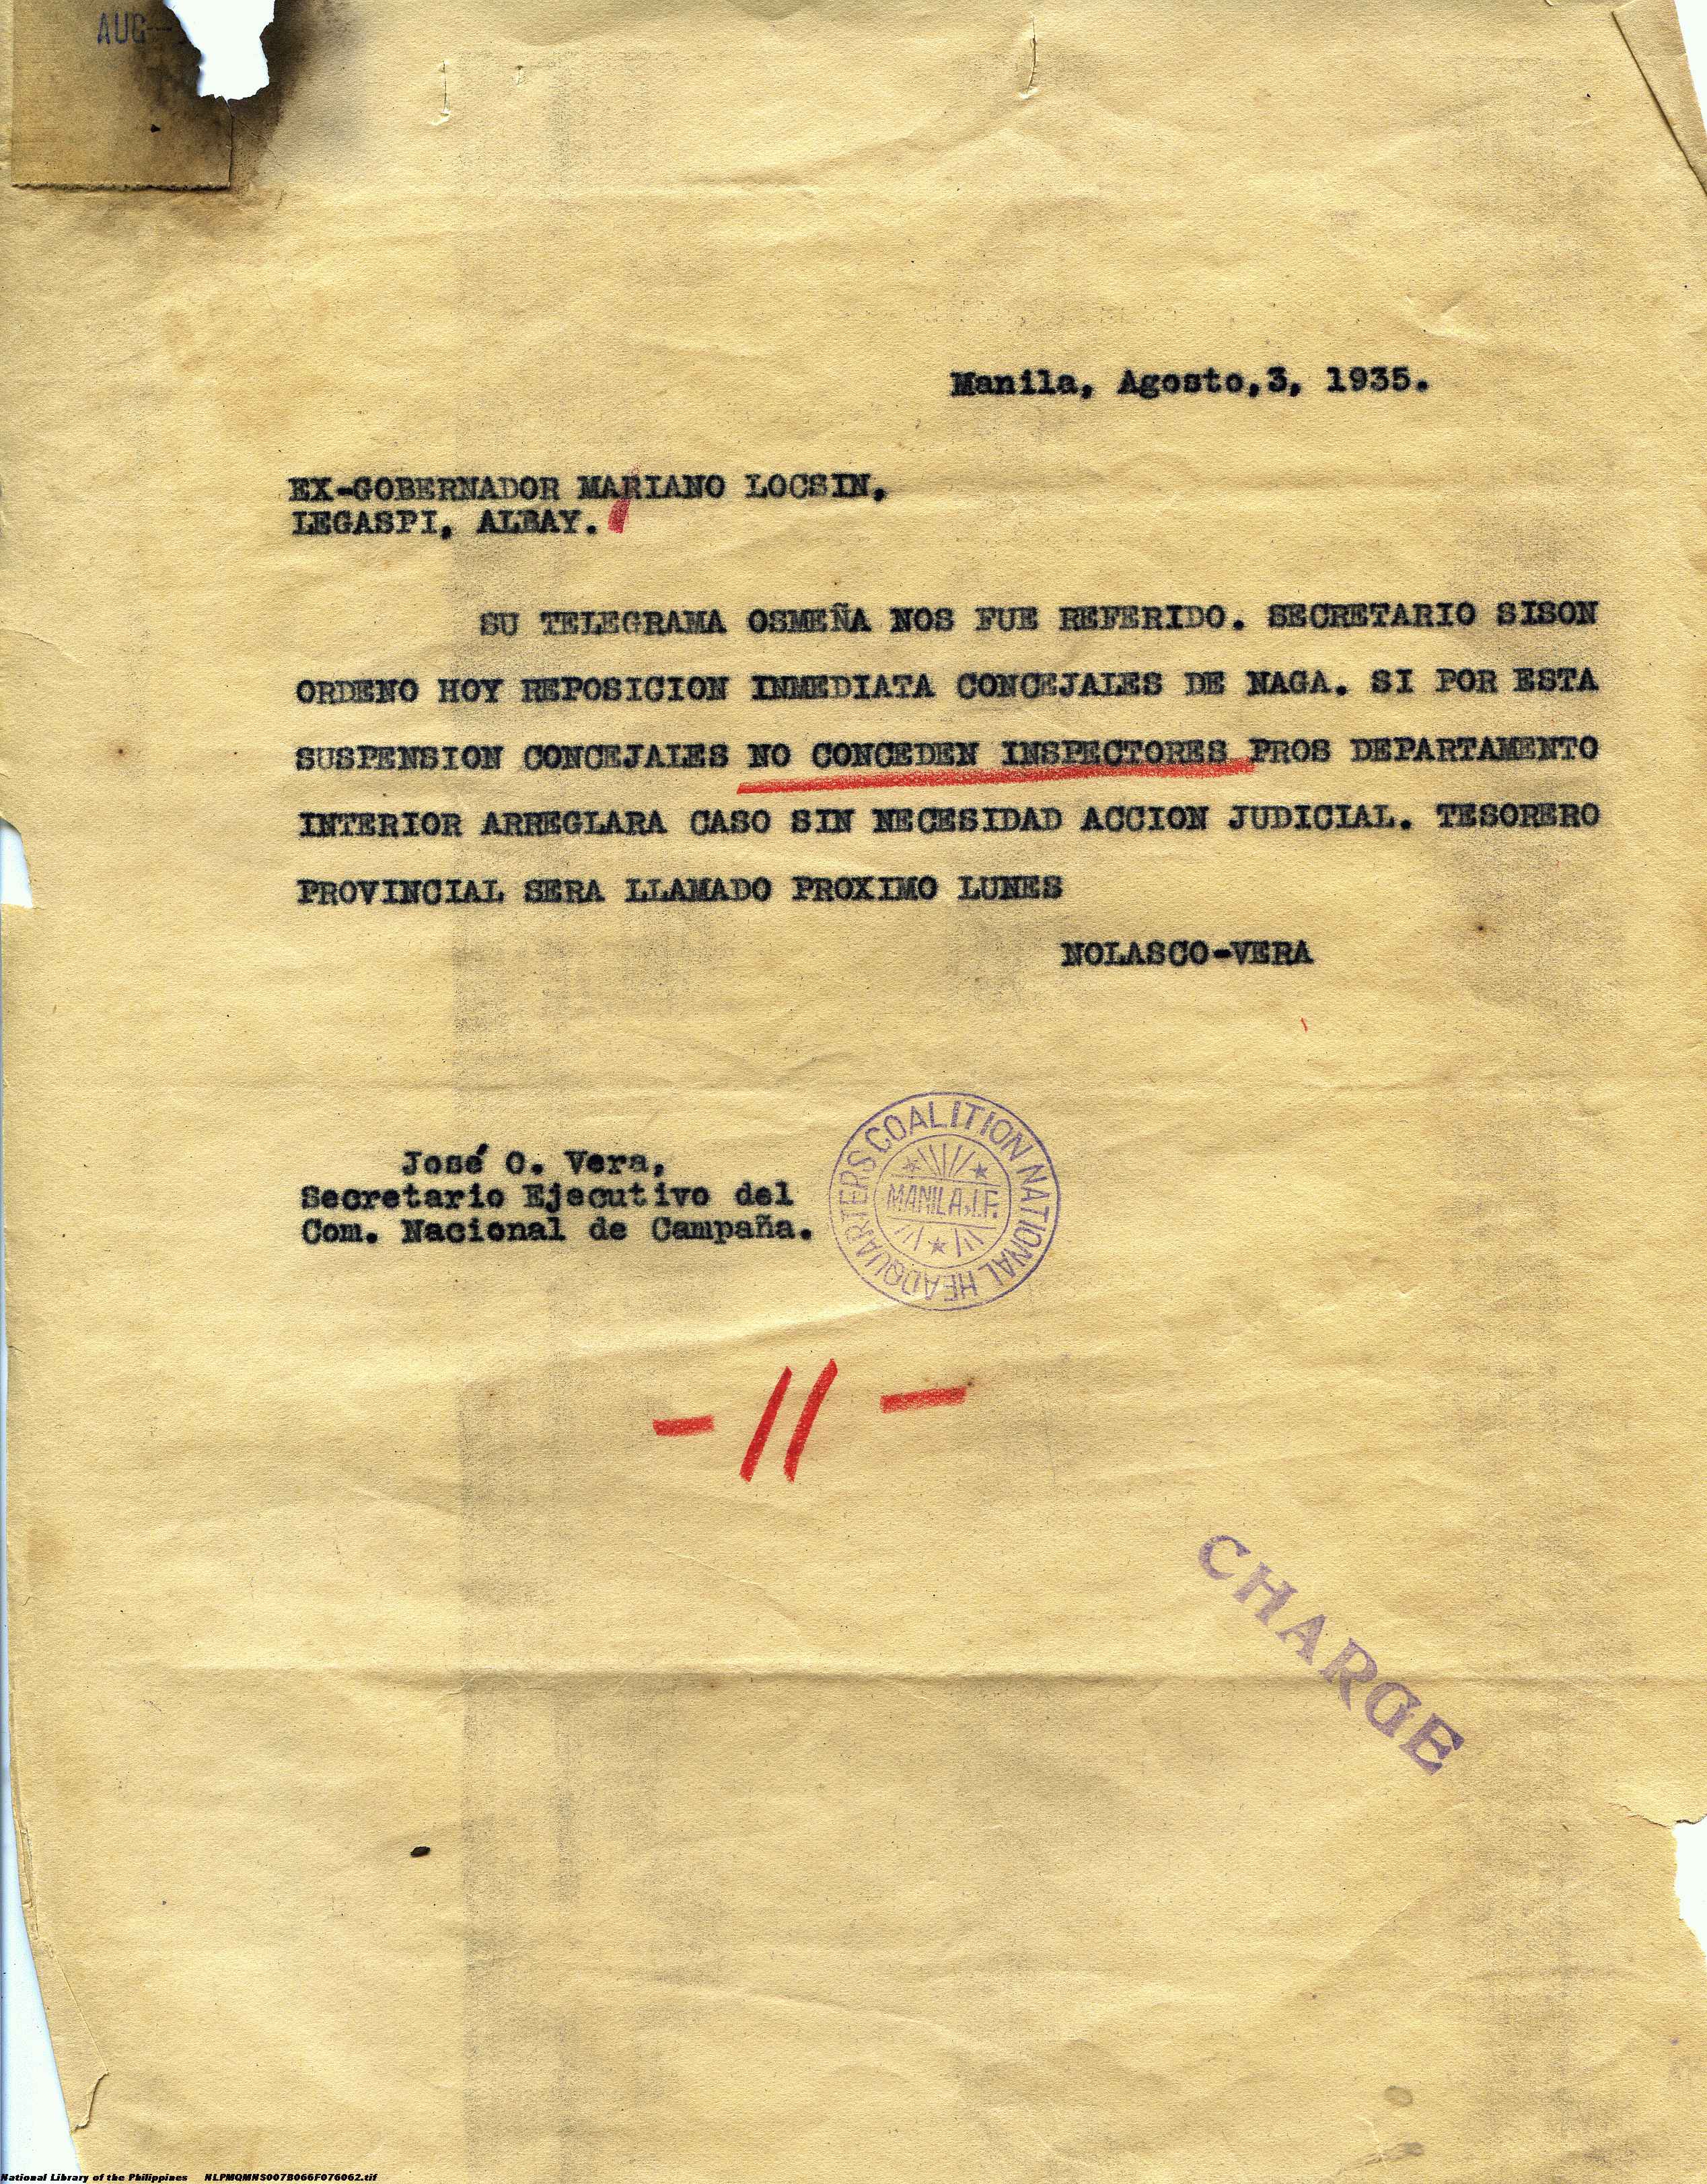 AUG
Manila, Agosto,3, 1935.
EX-GOBERNADOR MARIANO LOCSIN,
LEGASPI, ALBAY.
SU TELEGRAMA OSMEÑA NOS FUE REFERIDO. SECRETARIO SISON
ORDENO HOY REPOSICION INMEDIATA CONCEJALES DE NAGA. SI POR ESTA
SUSPENSION CONCEJALES NO CONCEDEN INSPECTORES PROS DEPARTAMENTO
INTERIOR ARREGLARA CASO SIN NECESIDAD ACCION JUDICIAL. TESORERO
PROVINCIAL SERA LLAMADO PROXIMO LUNES
NOLASCO-VERA
José O. Vera,
Secretario Ejecutivo del
Com. Nacional de Campaña.
COALITION NATIONAL HEADQUARTERS
MANILA, I.F.
- 11 -
CHARGE
National Library of the Philippines NLPMQMNS007B066F076062.tif